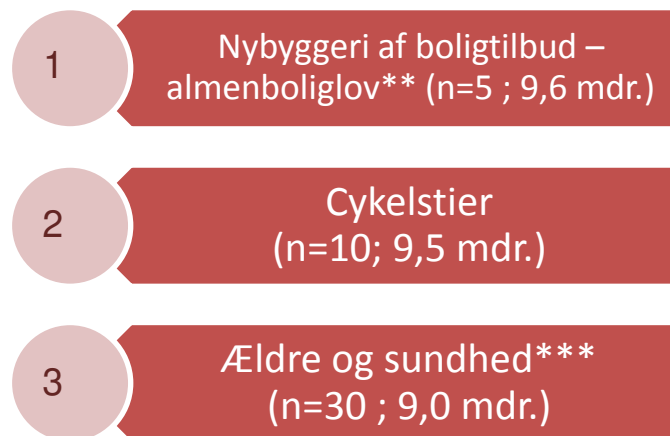 1
Nybyggeri af boligtilbud –
almenboliglov** (n=5 ; 9,6 mdr.)
2
Cykelstier
(n=10; 9,5 mdr.)
3
Ældre og sundhed***
(n=30 ; 9,0 mdr.)